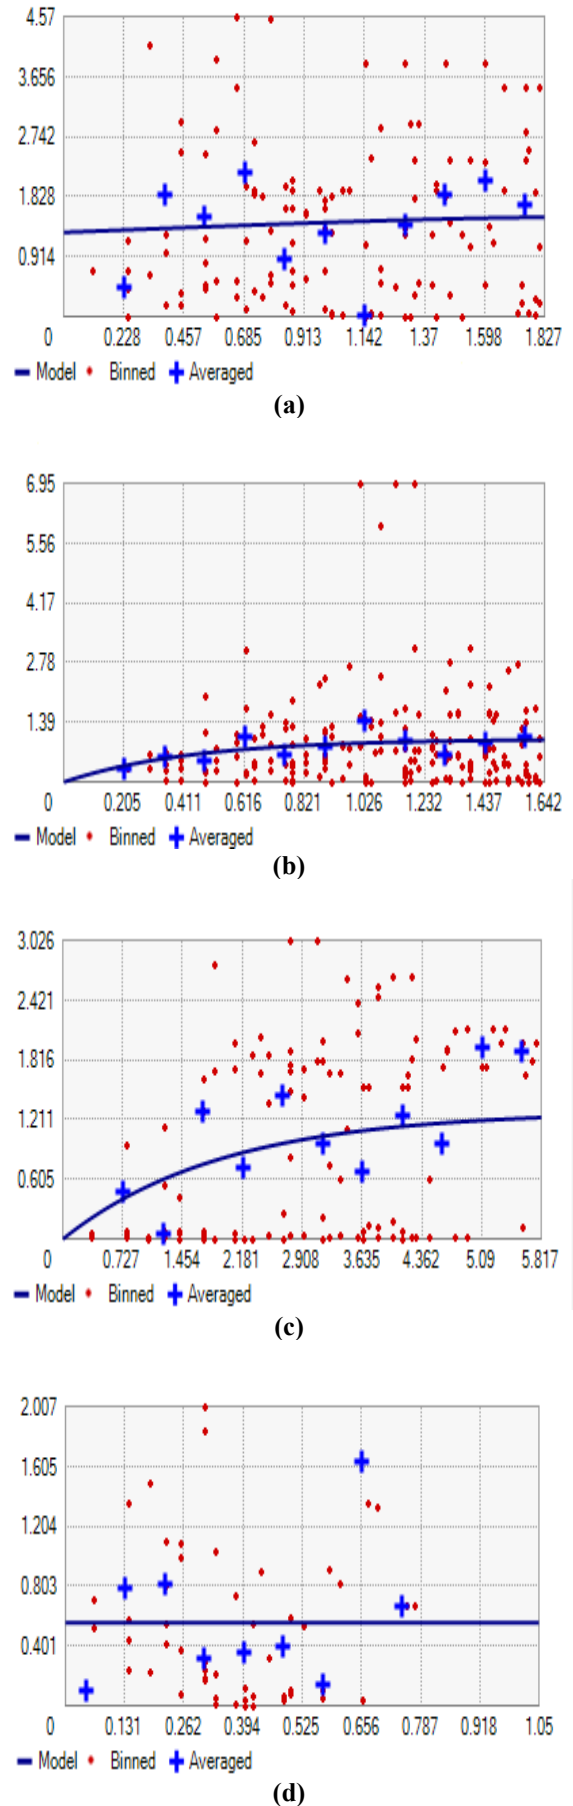 4.57
3.656
2.742
1.828
0.914
0 0.228 0.457 0.685 0.913 1.142 1.37 1.598 1.827
Model Binned Averaged
(a)
6.95
5.56
4.17
2.78
1.39
0 0.205 0.411 0.616 0.821 1.026 1.232 1.437 1.642
Model Binned Averaged
(b)
3.026
2.421
1.816
1.211
0.605
0 0.727 1.454 2.181 2.908 3.635 4.362 5.09 5.817
Model Binned Averaged
(c)
2.007
1.605
1.204
0.803
0.401
0 0.131 0.262 0.394 0.525 0.656 0.787 0.918 1.05
Model Binned Averaged
(d)